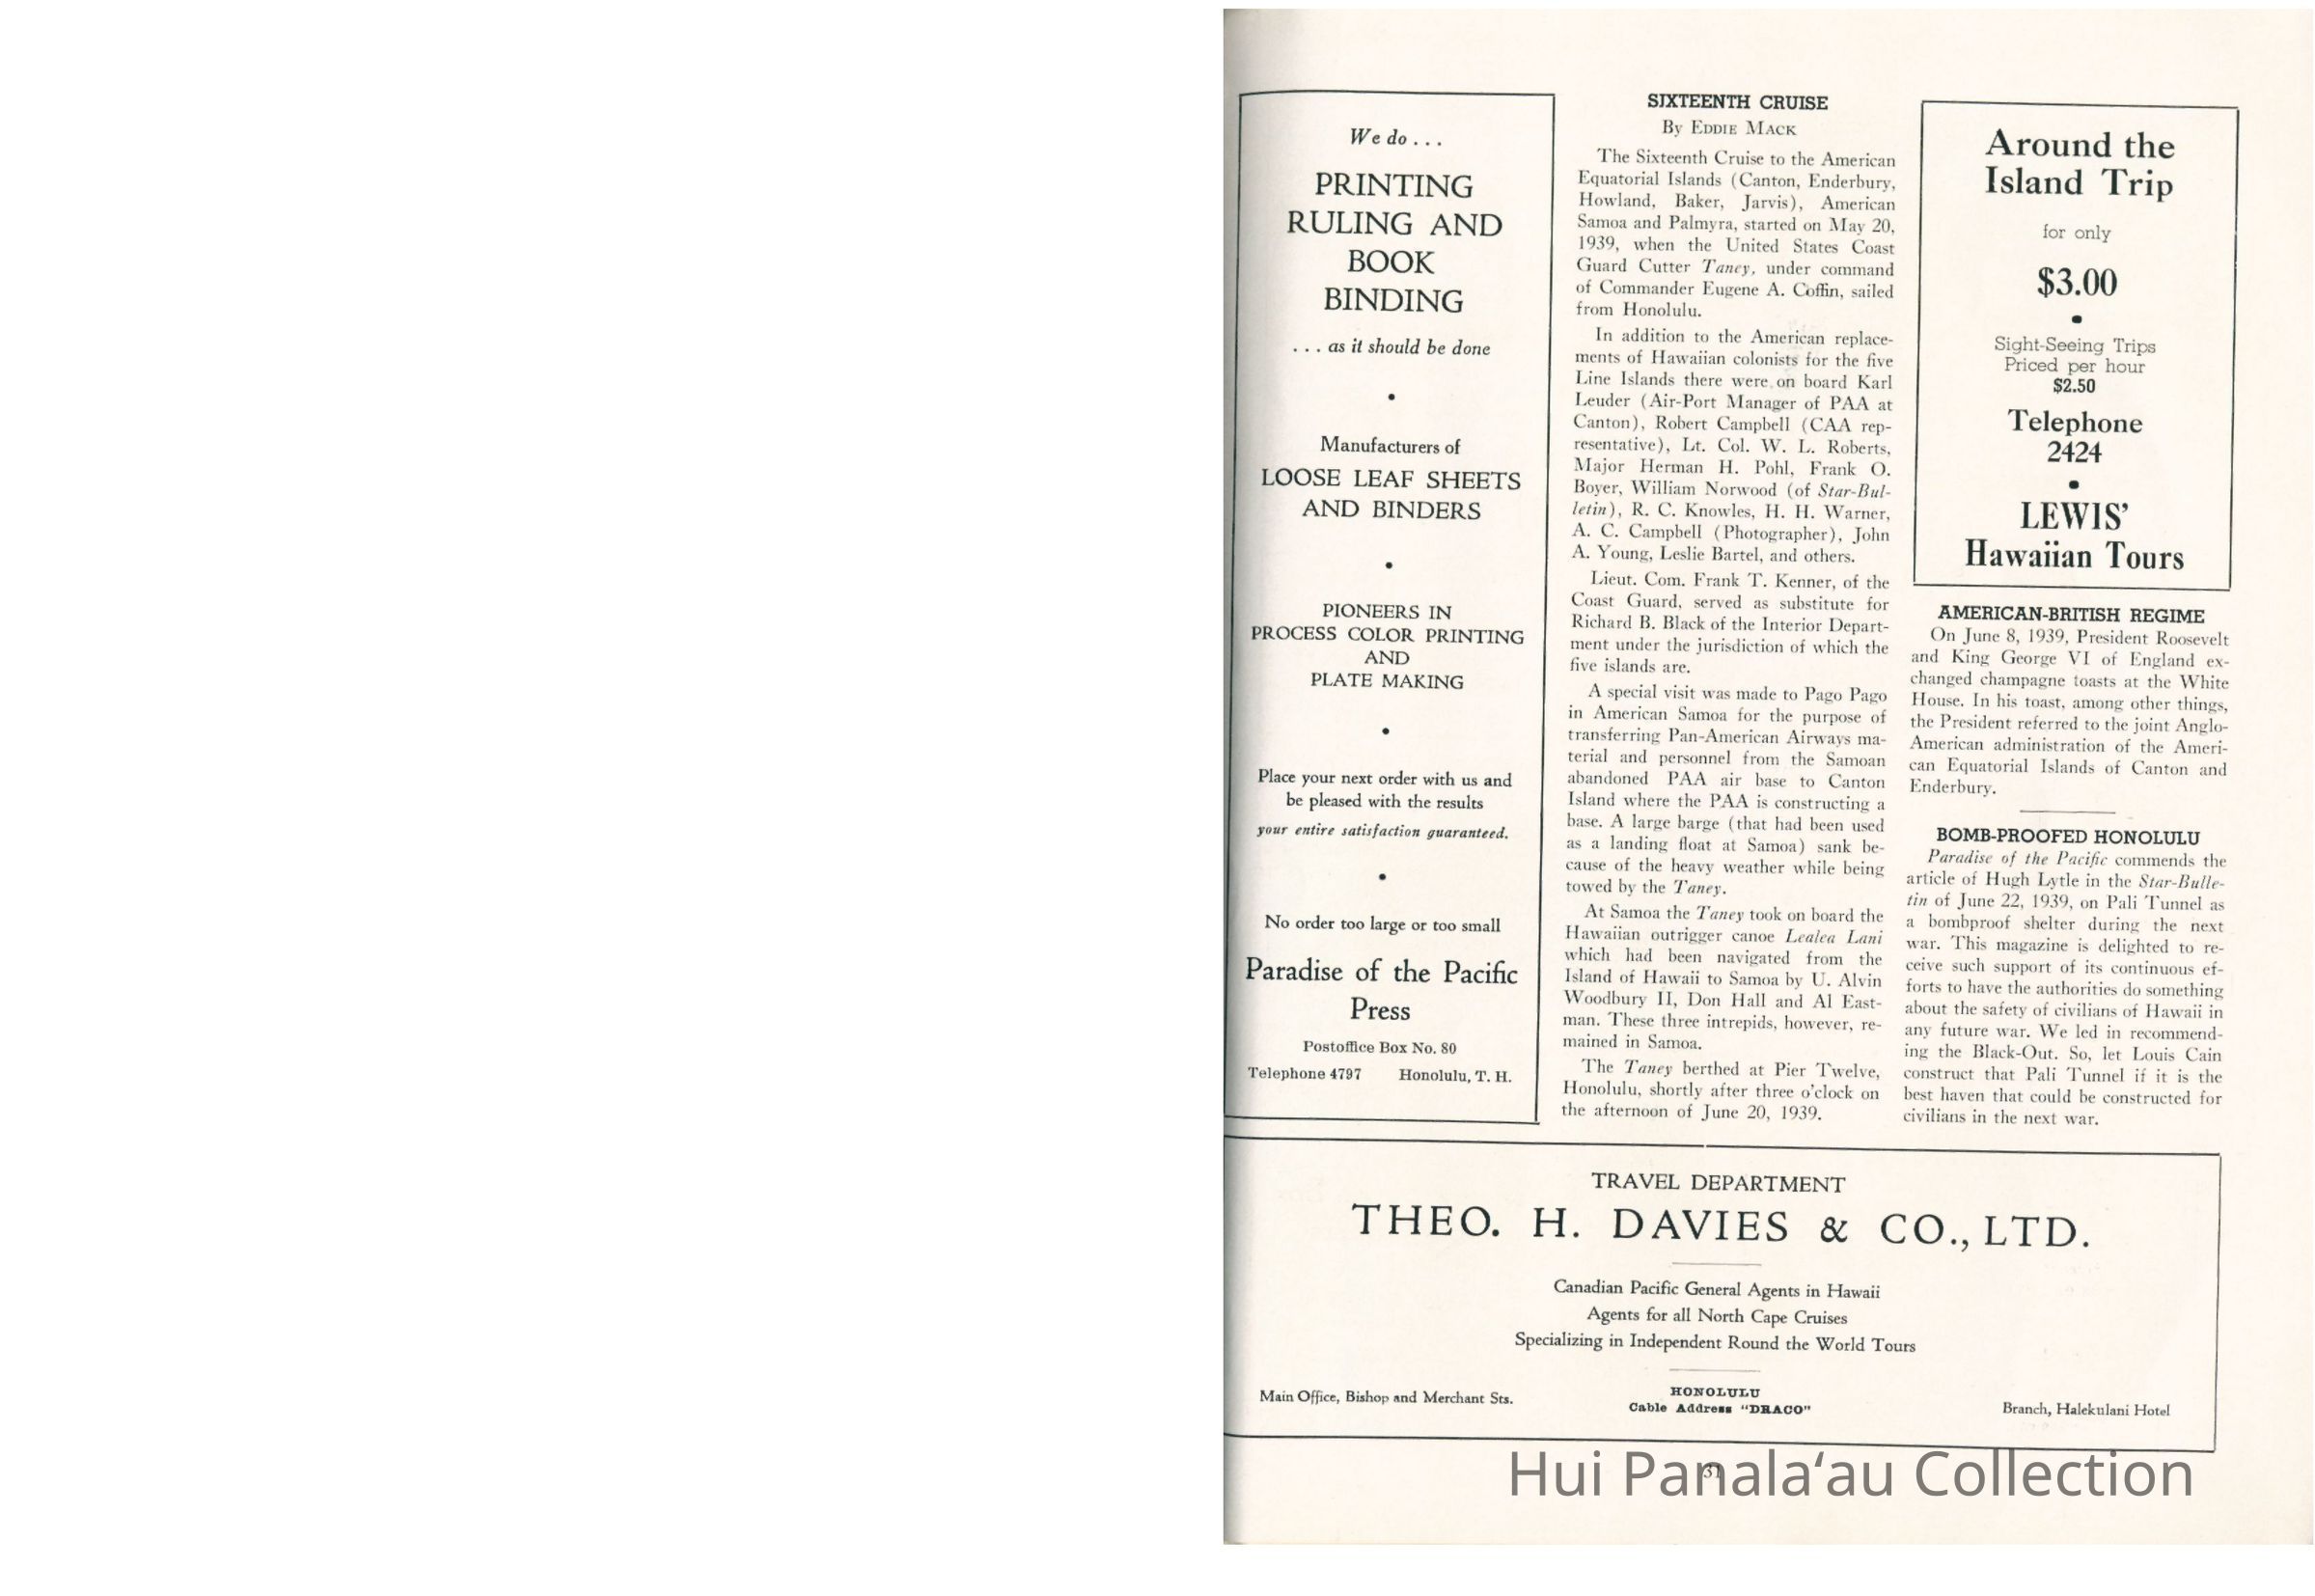 We do . . .
PRINTING
RULING AND
BOOK
BINDING
. . . as it should be done
•
Manufacturers of
LOOSE LEAF SHEETS
AND BINDERS
•
PIONEERS IN
PROCESS COLOR PRINTING
AND
PLATE MAKING
•
Place your next order with us and
be pleased with the results
your entire satisfaction guaranteed.
•
No order too large or too small
Paradise of the Pacific
Press
Postoffice Box No. 80
Telephone 4797 Honolulu, T. H.
SIXTEENTH CRUISE
By EDDIE MACK
The Sixteenth Cruise to the American
Equatorial Islands (Canton, Enderbury,
Howland, Baker, Jarvis), American
Samoa and Palmyra, started on May 20,
1939, when the United States Coast
Guard Cutter Taney, under command
of Commander Eugene A. Coffin, sailed
from Honolulu.
In addition to the American replace-
ments of Hawaiian colonists for the five
Line Islands there were on board Karl
Leuder (Air-Port Manager of PAA at
Canton), Robert Campbell (CAA rep-
resentative), Lt. Col. W. L. Roberts,
Major Herman H. Pohl, Frank O.
Boyer, William Norwood (of Star-Bul-
letin), R. C. Knowles, H. H. Warner,
A. C. Campbell (Photographer), John
A. Young, Leslie Bartel, and others.
Lieut. Com. Frank T. Kenner, of the
Coast Guard, served as substitute for
Richard B. Black of the Interior Depart-
ment under the jurisdiction of which the
five islands are.
A special visit was made to Pago Pago
in American Samoa for the purpose of
transferring Pan-American Airways ma-
terial and personnel from the Samoan
abandoned PAA air base to Canton
Island where the PAA is constructing a
base. A large barge (that had been used
as a landing float at Samoa) sank be-
cause of the heavy weather while being
towed by the Taney.
At Samoa the Taney took on board the
Hawaiian outrigger canoe Lealea Lani
which had been navigated from the
Island of Hawaii to Samoa by U. Alvin
Woodbury II, Don Hall and Al East-
man. These three intrepids, however, re-
mained in Samoa.
The Taney berthed at Pier Twelve,
Honolulu, shortly after three o'clock on
the afternoon of June 20, 1939.
Around the
Island Trip
for only
$3.00
•
Sight-Seeing Trips
Priced per hour
$2.50
Telephone
2424
•
LEWIS'
Hawaiian Tours
AMERICAN-BRITISH REGIME
On June 8, 1939, President Roosevelt
and King George VI of England ex-
changed champagne toasts at the White
House. In his toast, among other things,
the President referred to the joint Anglo-
American administration of the Ameri-
can Equatorial Islands of Canton and
Enderbury.
BOMB-PROOFED HONOLULU
Paradise of the Pacific commends the
article of Hugh Lytle in the Star-Bulle-
tin of June 22, 1939, on Pali Tunnel as
a bombproof shelter during the next
war. This magazine is delighted to re-
ceive such support of its continuous ef-
forts to have the authorities do something
about the safety of civilians of Hawaii in
any future war. We led in recommend-
ing the Black-Out. So, let Louis Cain
construct that Pali Tunnel if it is the
best haven that could be constructed for
civilians in the next war.
TRAVEL DEPARTMENT
THEO. H. DAVIES & CO., LTD.
Canadian Pacific General Agents in Hawaii
Agents for all North Cape Cruises
Specializing in Independent Round the World Tours
Main Office, Bishop and Merchant Sts.
HONOLULU
Cable Address "DRACO"
Branch, Halekulani Hotel
31
Hui Panala‘au Collection